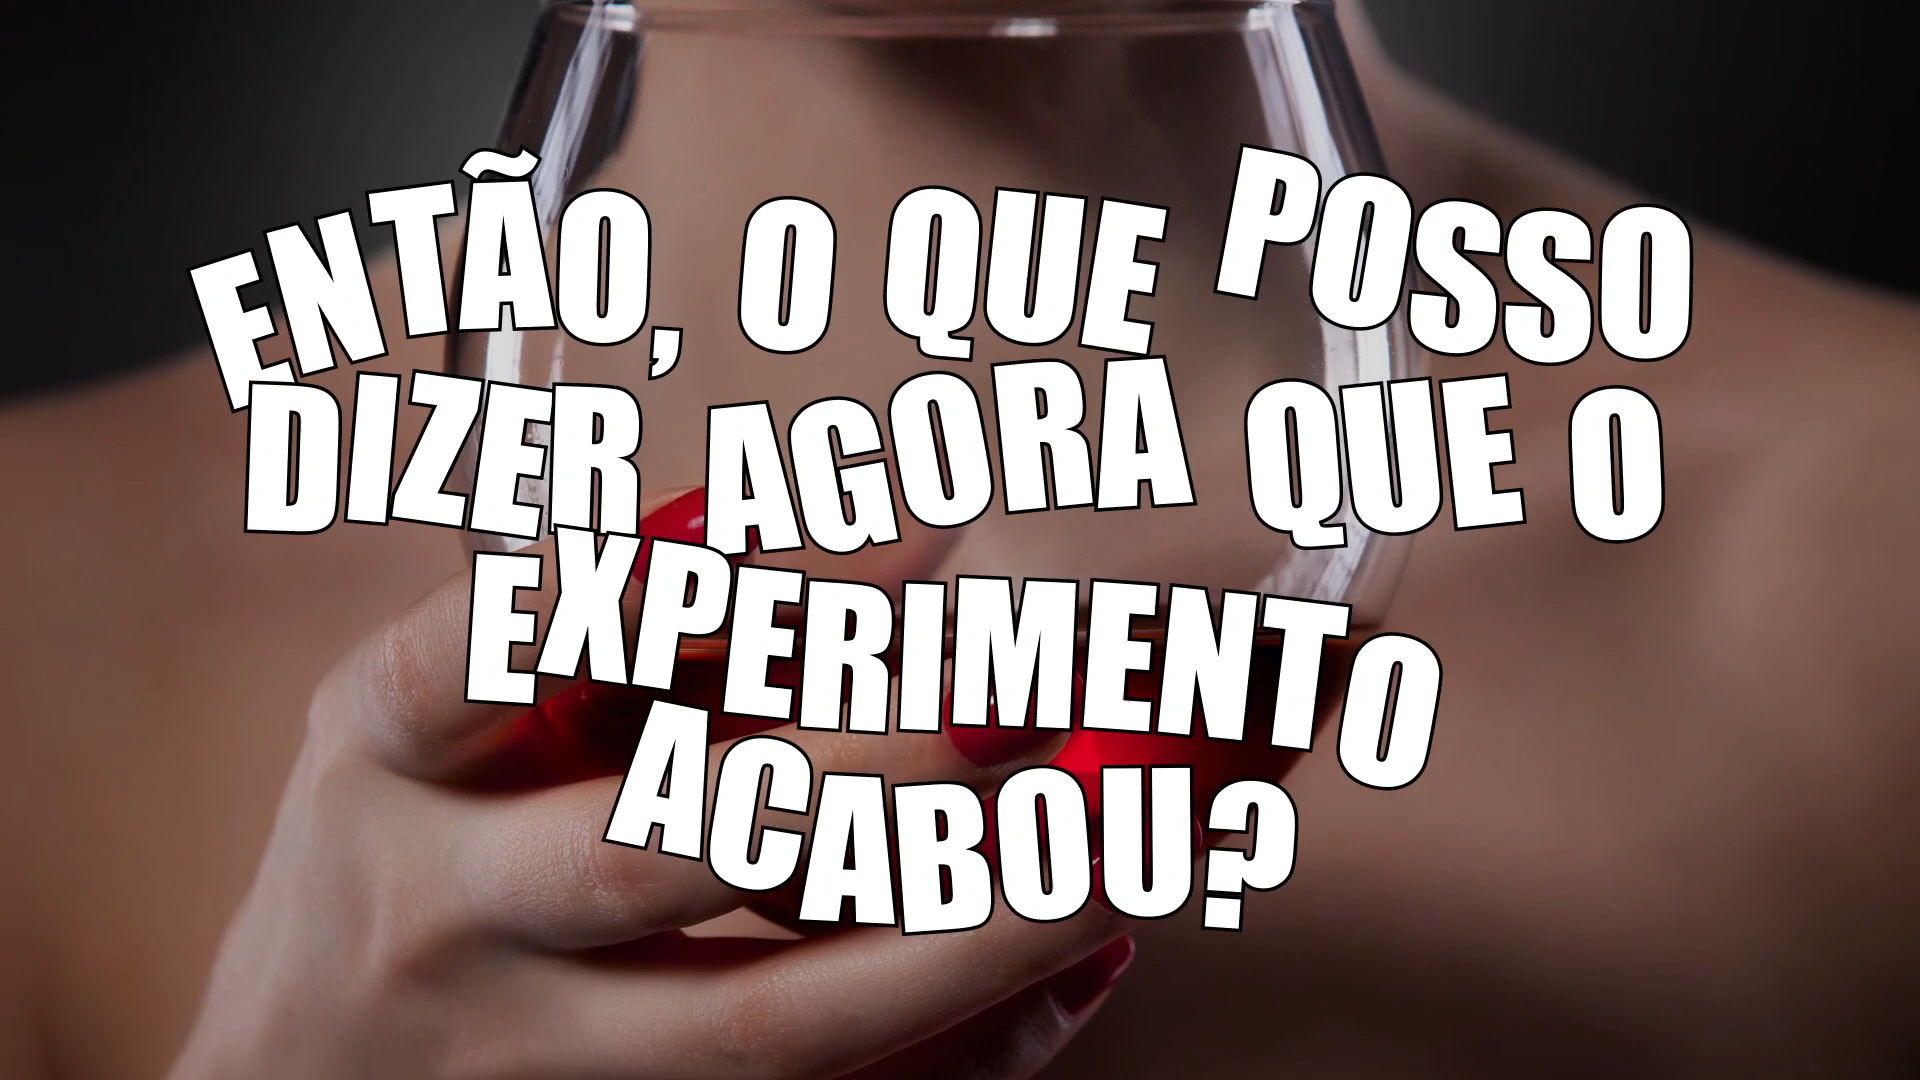 ENTÃO, O QUE POSSO
DIZER AGORA QUE O
EXPERIMENTO
ACABOU?